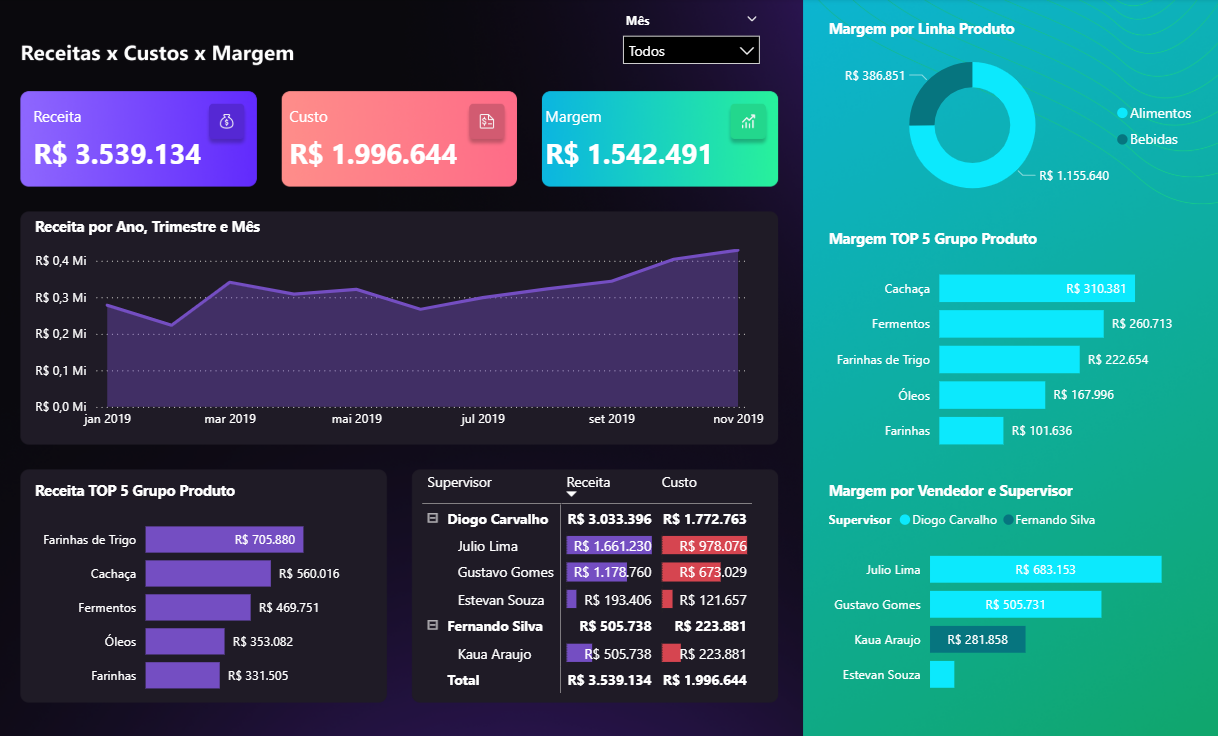 Mês
Todos
Receitas x Custos x Margem
Receita
R$ 3.539.134
Custo
R$ 1.996.644
Margem
R$ 1.542.491
Receita por Ano, Trimestre e Mês
R$ 0,4 Mi
R$ 0,3 Mi
R$ 0,2 Mi
R$ 0,1 Mi
R$ 0,0 Mi
jan 2019 mar 2019 mai 2019 jul 2019 set 2019 nov 2019
Receita TOP 5 Grupo Produto
Farinhas de Trigo R$ 705.880
Cachaça R$ 560.016
Fermentos R$ 469.751
Óleos R$ 353.082
Farinhas R$ 331.505
Supervisor Receita Custo
Diogo Carvalho R$ 3.033.396 R$ 1.772.763
Julio Lima R$ 1.661.230 R$ 978.076
Gustavo Gomes R$ 1.178.760 R$ 673.029
Estevan Souza R$ 193.406 R$ 121.657
Fernando Silva R$ 505.738 R$ 223.881
Kaua Araujo R$ 505.738 R$ 223.881
Total R$ 3.539.134 R$ 1.996.644
Margem por Linha Produto
R$ 386.851
Alimentos
Bebidas
R$ 1.155.640
Margem TOP 5 Grupo Produto
Cachaça R$ 310.381
Fermentos R$ 260.713
Farinhas de Trigo R$ 222.654
Óleos R$ 167.996
Farinhas R$ 101.636
Margem por Vendedor e Supervisor
Supervisor Diogo Carvalho Fernando Silva
Julio Lima R$ 683.153
Gustavo Gomes R$ 505.731
Kaua Araujo R$ 281.858
Estevan Souza